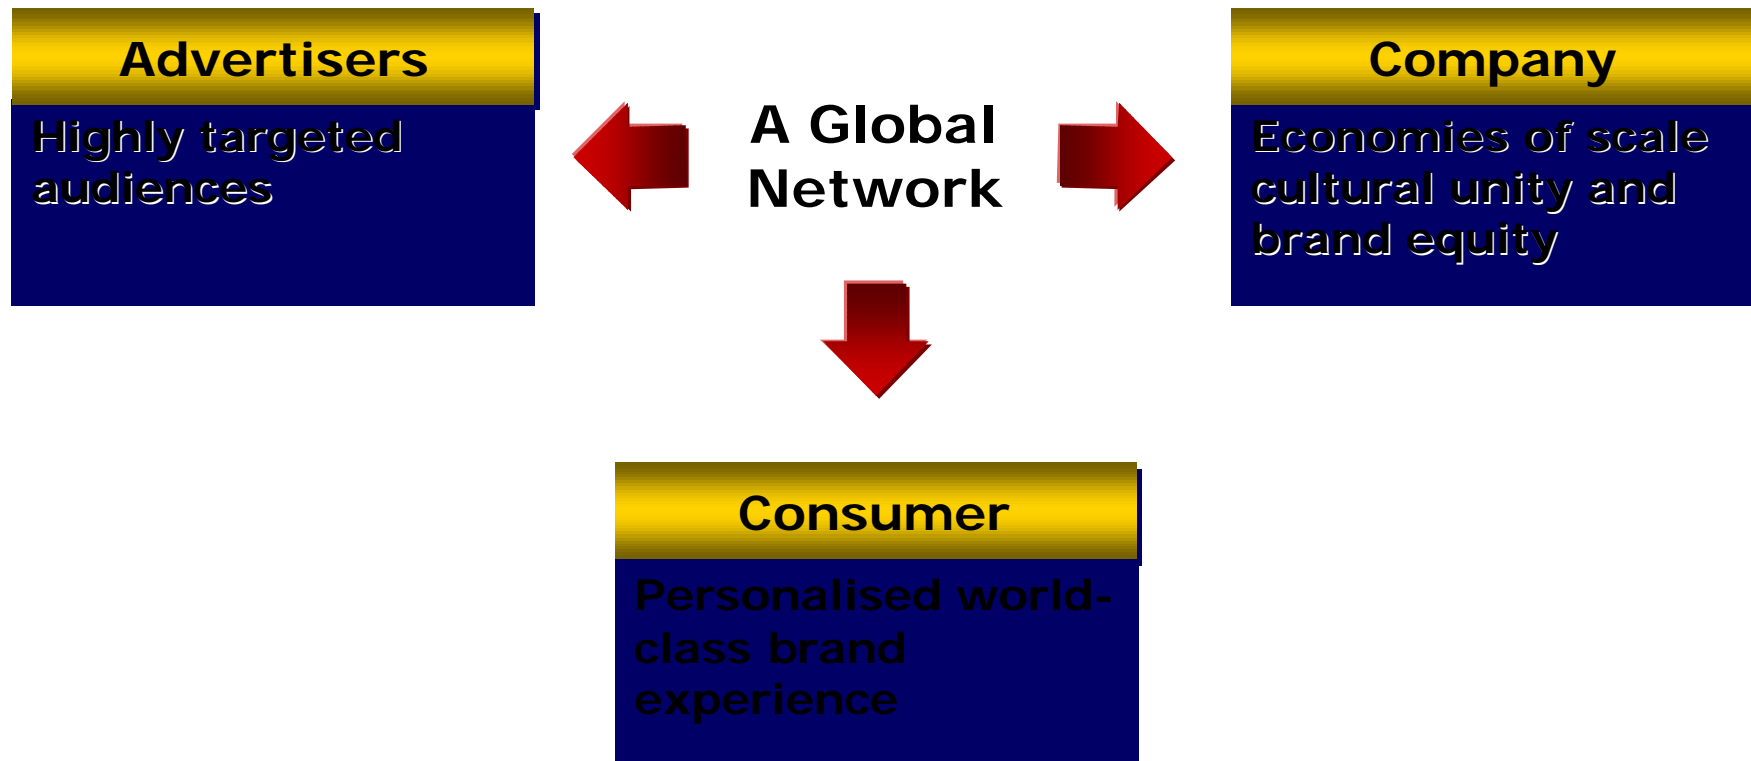 Advertisers
Highly targeted
audiences
A Global
Network
Company
Economies of scale
cultural unity and
brand equity
Consumer
Personalised world-
class brand
experience